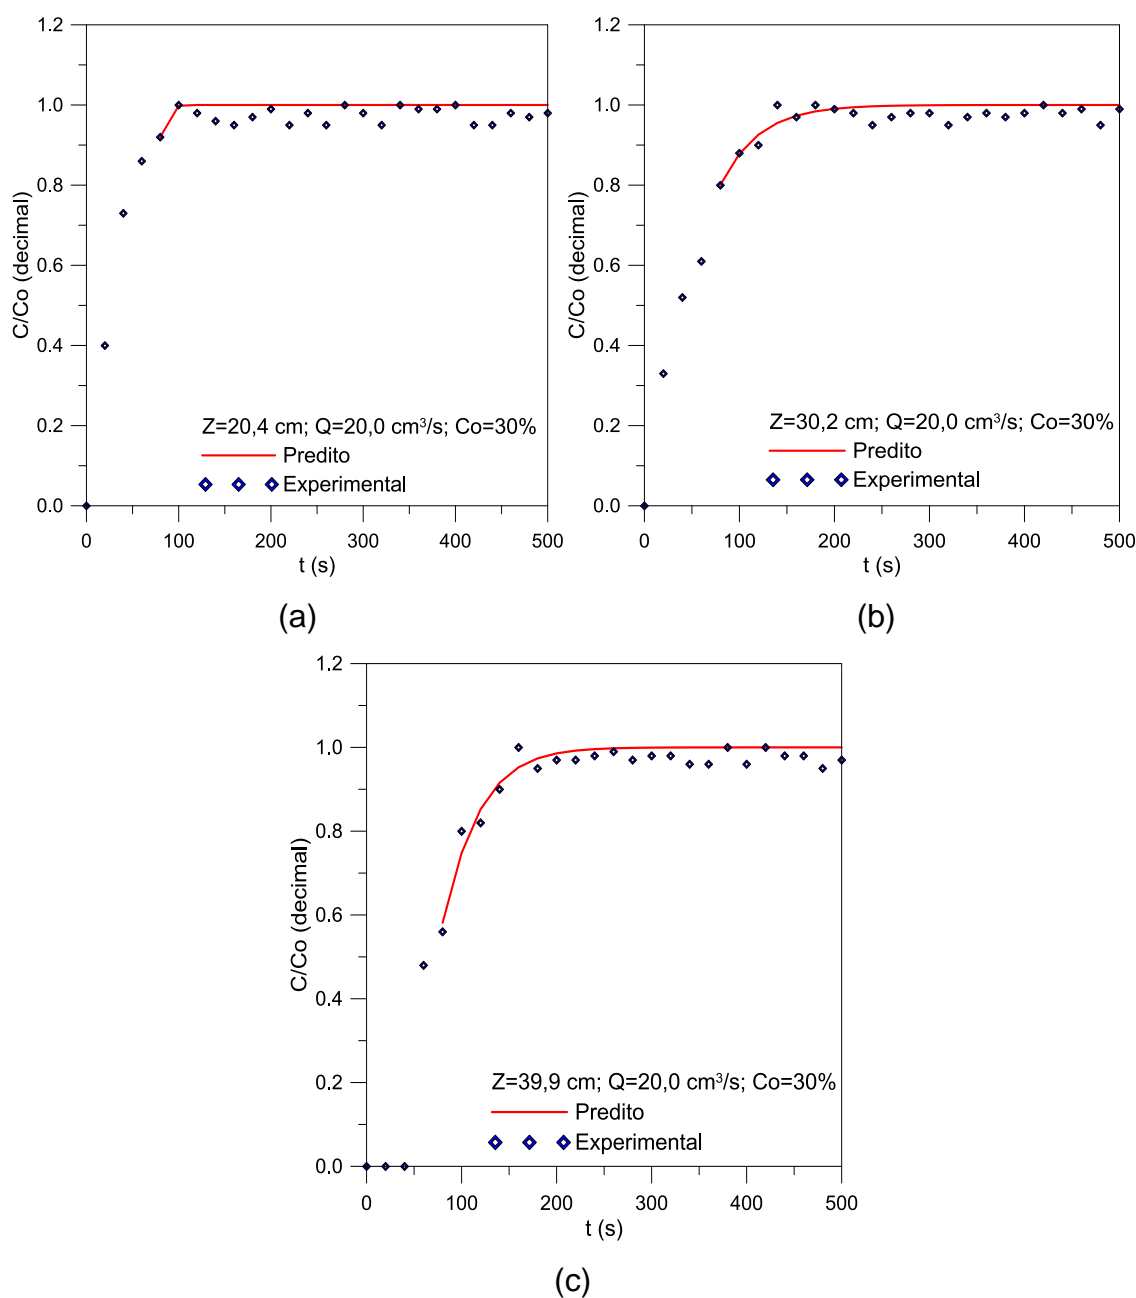 1.2
1.0
0.8
0.6
0.4
0.2
0.0
C/Co (decimal)
Z=20,4 cm; Q=20,0 cm³/s; Co=30%
Predito
Experimental
0 100 200 300 400 500
t (s)
(a)
1.2
1.0
0.8
0.6
0.4
0.2
0.0
C/Co (decimal)
Z=30,2 cm; Q=20,0 cm³/s; Co=30%
Predito
Experimental
0 100 200 300 400 500
t (s)
(b)
1.2
1.0
0.8
0.6
0.4
0.2
0.0
C/Co (decimal)
Z=39,9 cm; Q=20,0 cm³/s; Co=30%
Predito
Experimental
0 100 200 300 400 500
t (s)
(c)